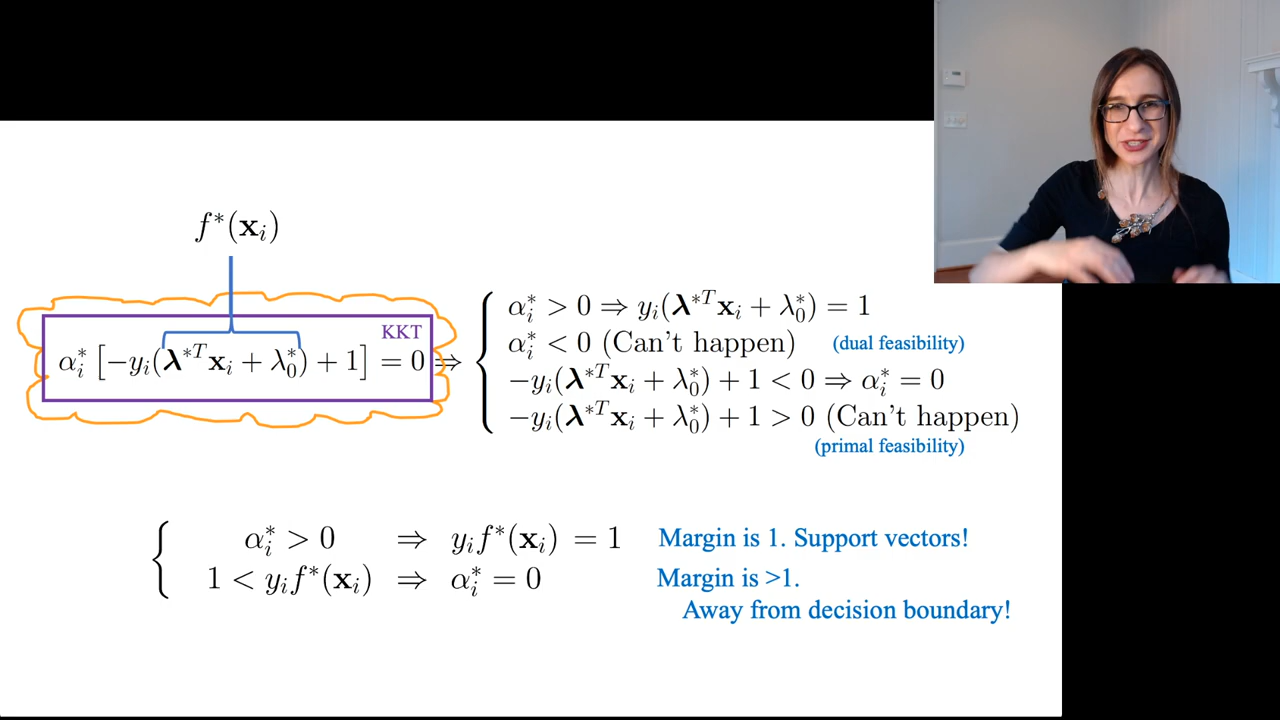 f*(xᵢ)
KKT
αᵢ* [−yᵢ(λ*ᵀxᵢ + λ₀*) + 1] = 0 ⇒
αᵢ* > 0 ⇒ yᵢ(λ*ᵀxᵢ + λ₀*) = 1
αᵢ* < 0 (Can't happen) (dual feasibility)
−yᵢ(λ*ᵀxᵢ + λ₀*) + 1 < 0 ⇒ αᵢ* = 0
−yᵢ(λ*ᵀxᵢ + λ₀*) + 1 > 0 (Can't happen)
(primal feasibility)
αᵢ* > 0 ⇒ yᵢf*(xᵢ) = 1 Margin is 1. Support vectors!
1 < yᵢf*(xᵢ) ⇒ αᵢ* = 0 Margin is >1.
Away from decision boundary!